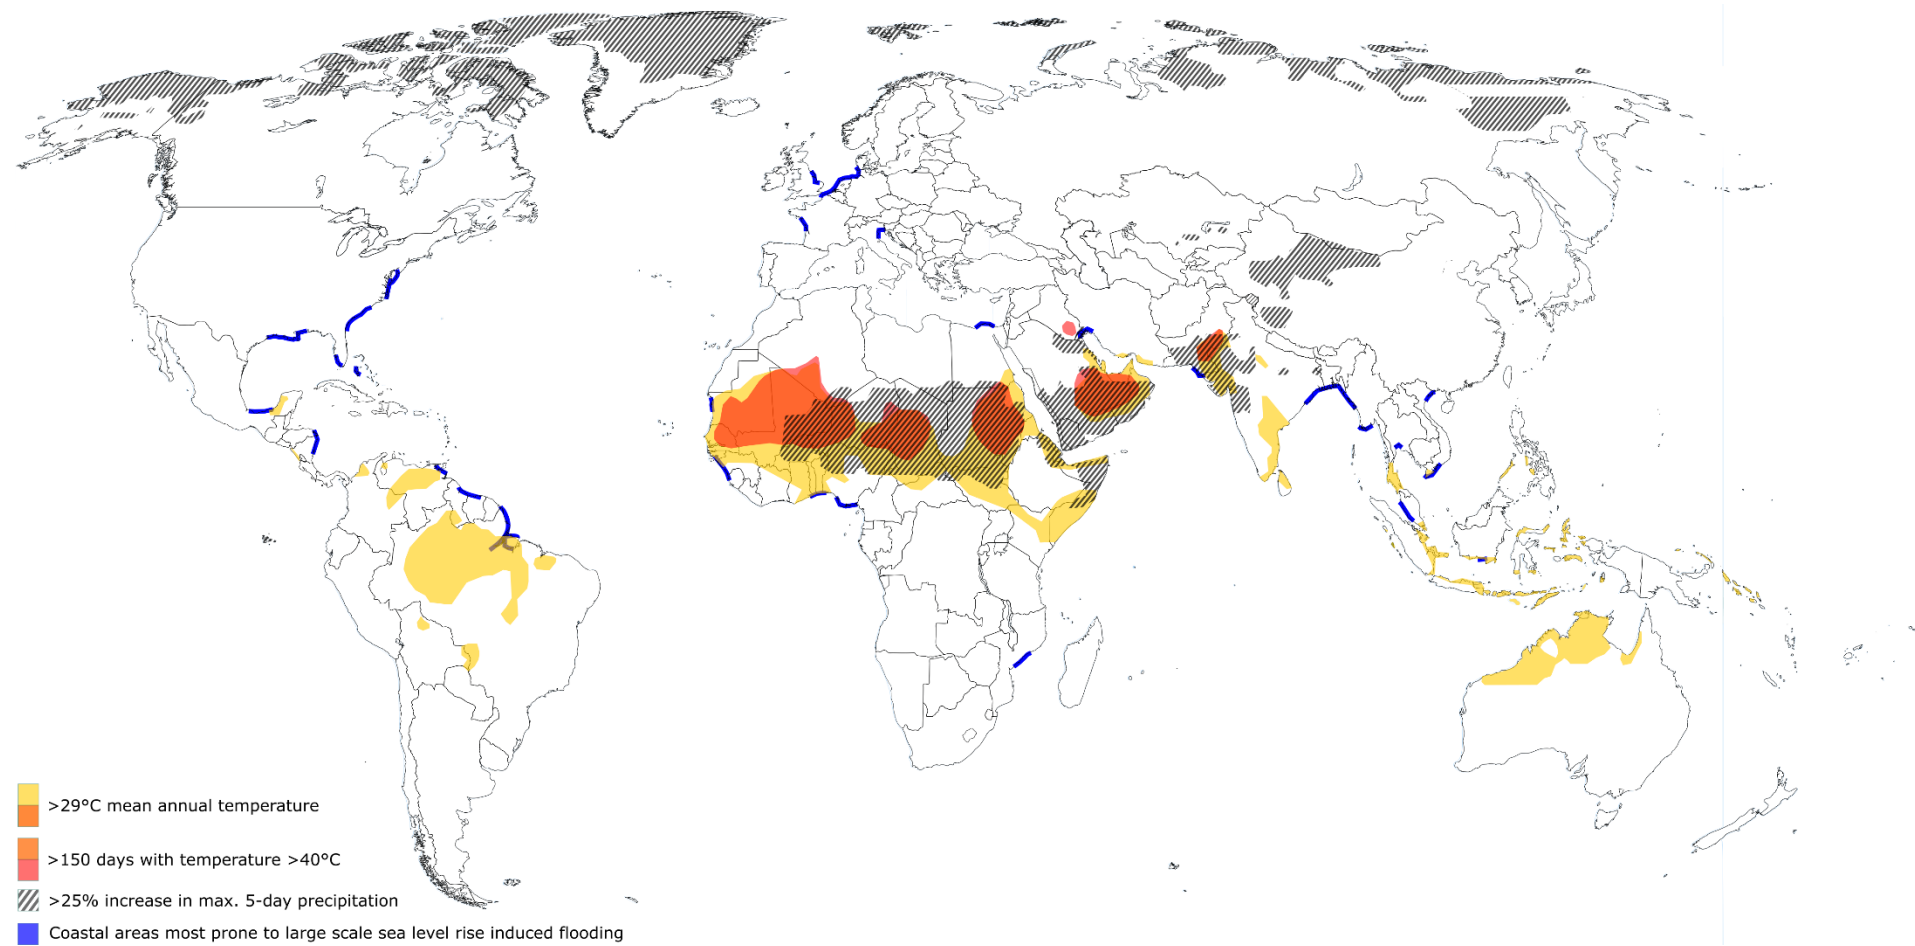 >29°C mean annual temperature
>150 days with temperature >40°C
>25% increase in max. 5-day precipitation
Coastal areas most prone to large scale sea level rise induced flooding